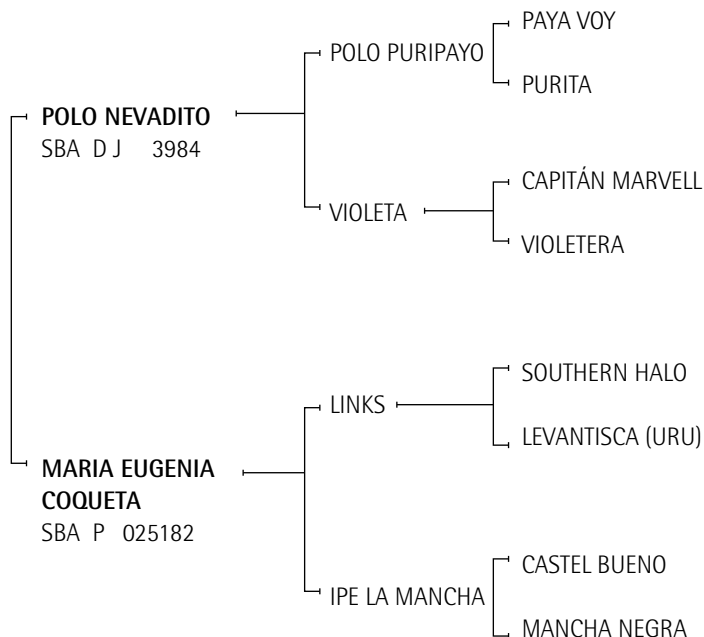 PAYA VOY
POLO PURIPAYO
PURITA
POLO NEVADITO
SBA D J 3984
CAPITÁN MARVELL
VIOLETA
VIOLETERA
SOUTHERN HALO
LINKS
LEVANTISCA (URU)
MARIA EUGENIA
COQUETA
SBA P 025182
CASTEL BUENO
IPE LA MANCHA
MANCHA NEGRA